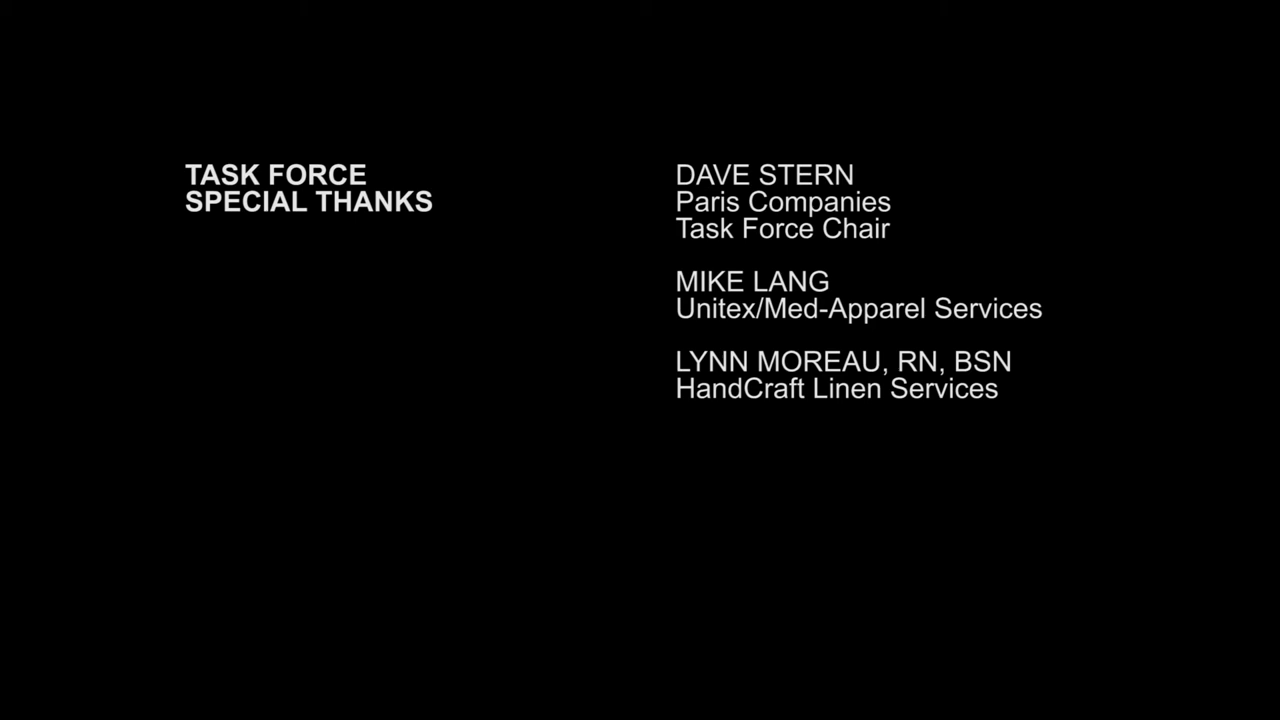 TASK FORCE
SPECIAL THANKS
DAVE STERN
Paris Companies
Task Force Chair
MIKE LANG
Unitex/Med-Apparel Services
LYNN MOREAU, RN, BSN
HandCraft Linen Services